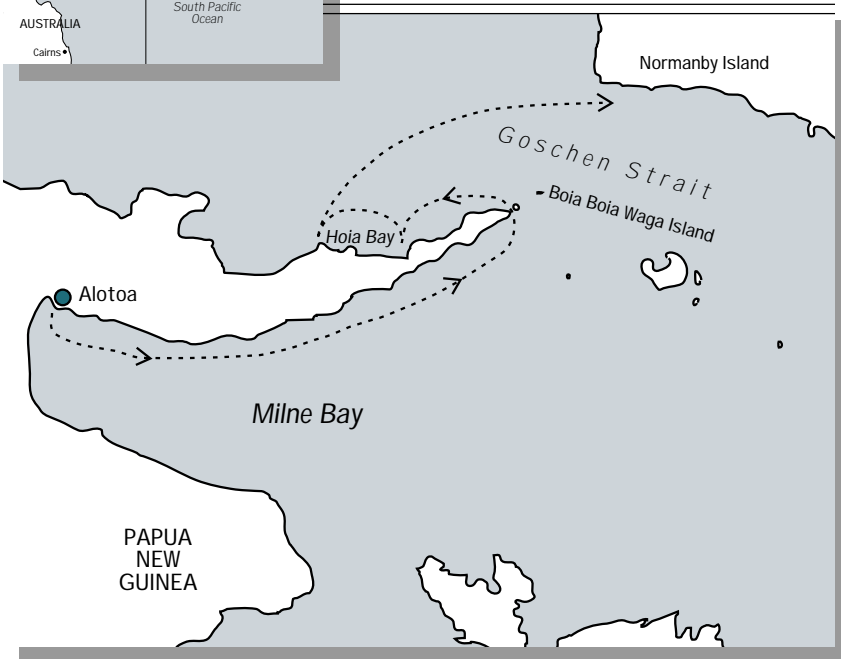 South Pacific
Ocean
AUSTRALIA
Cairns
Normanby Island
Goschen Strait
Boia Boia Waga Island
Hoia Bay
Alotoa
Milne Bay
PAPUA
NEW
GUINEA